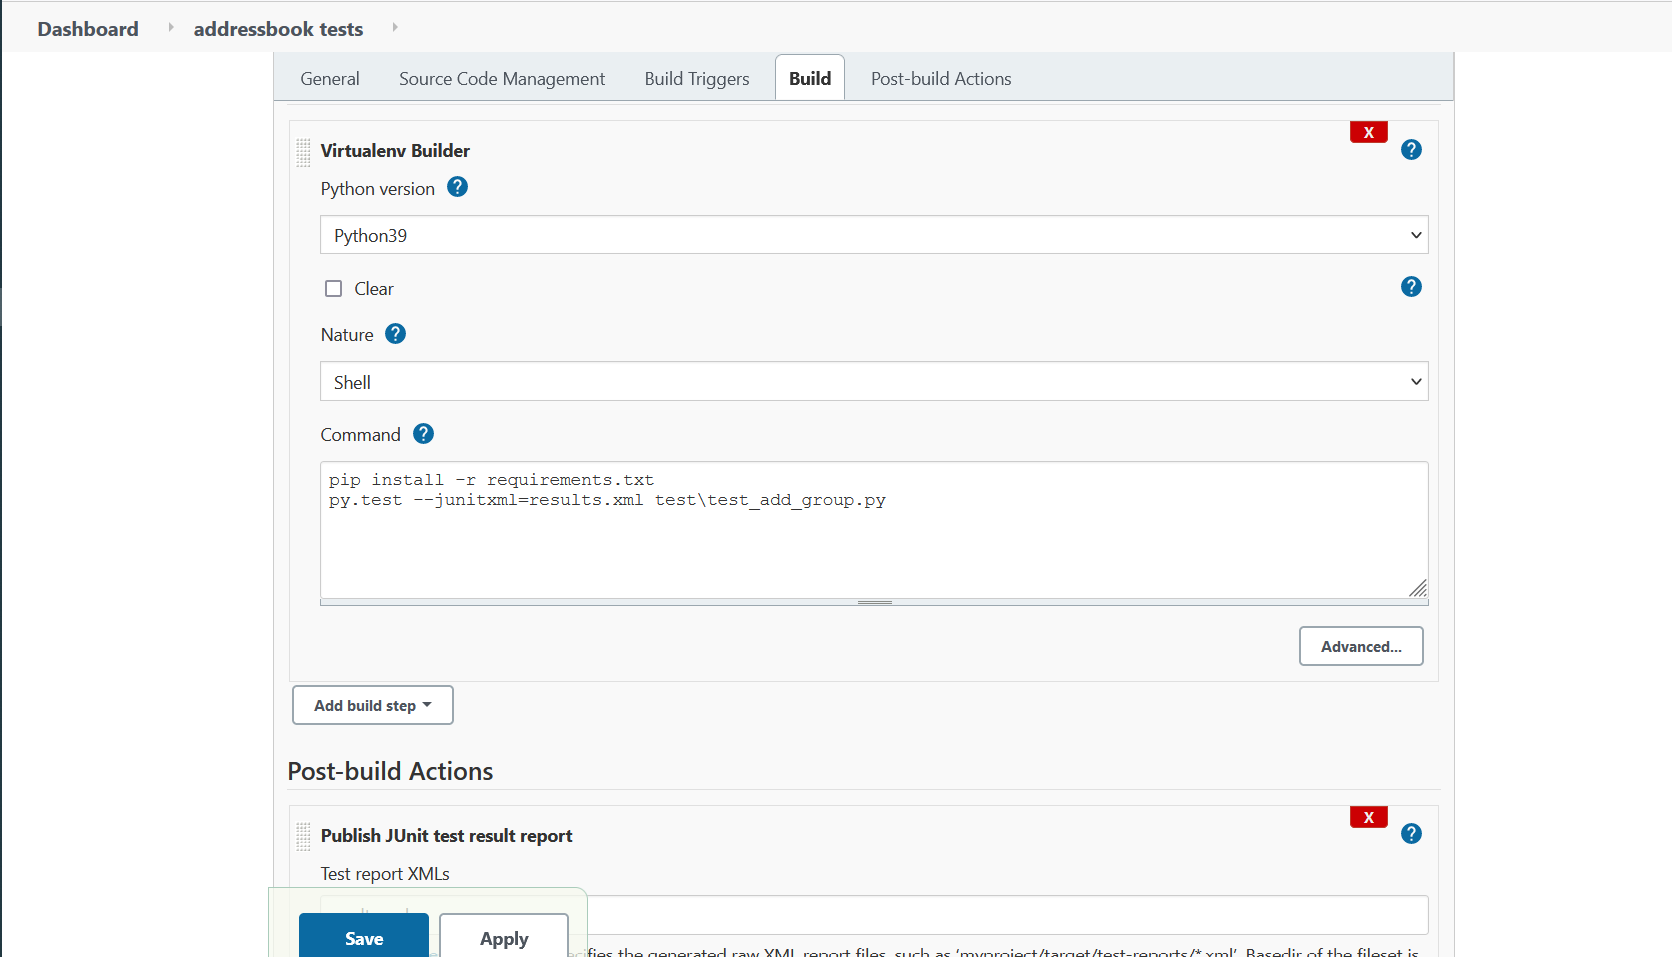 Dashboard addressbook tests
General Source Code Management Build Triggers Build Post-build Actions
X
Virtualenv Builder ?
Python version ?
Python39
Clear ?
Nature ?
Shell
Command ?
pip install -r requirements.txt
py.test --junitxml=results.xml test\test_add_group.py
Advanced...
Add build step
Post-build Actions
X
Publish JUnit test result report ?
Test report XMLs
Save Apply
the generated raw XML report files, such as 'myproject/target/test-reports/*.xml'. Basedir of the fileset is